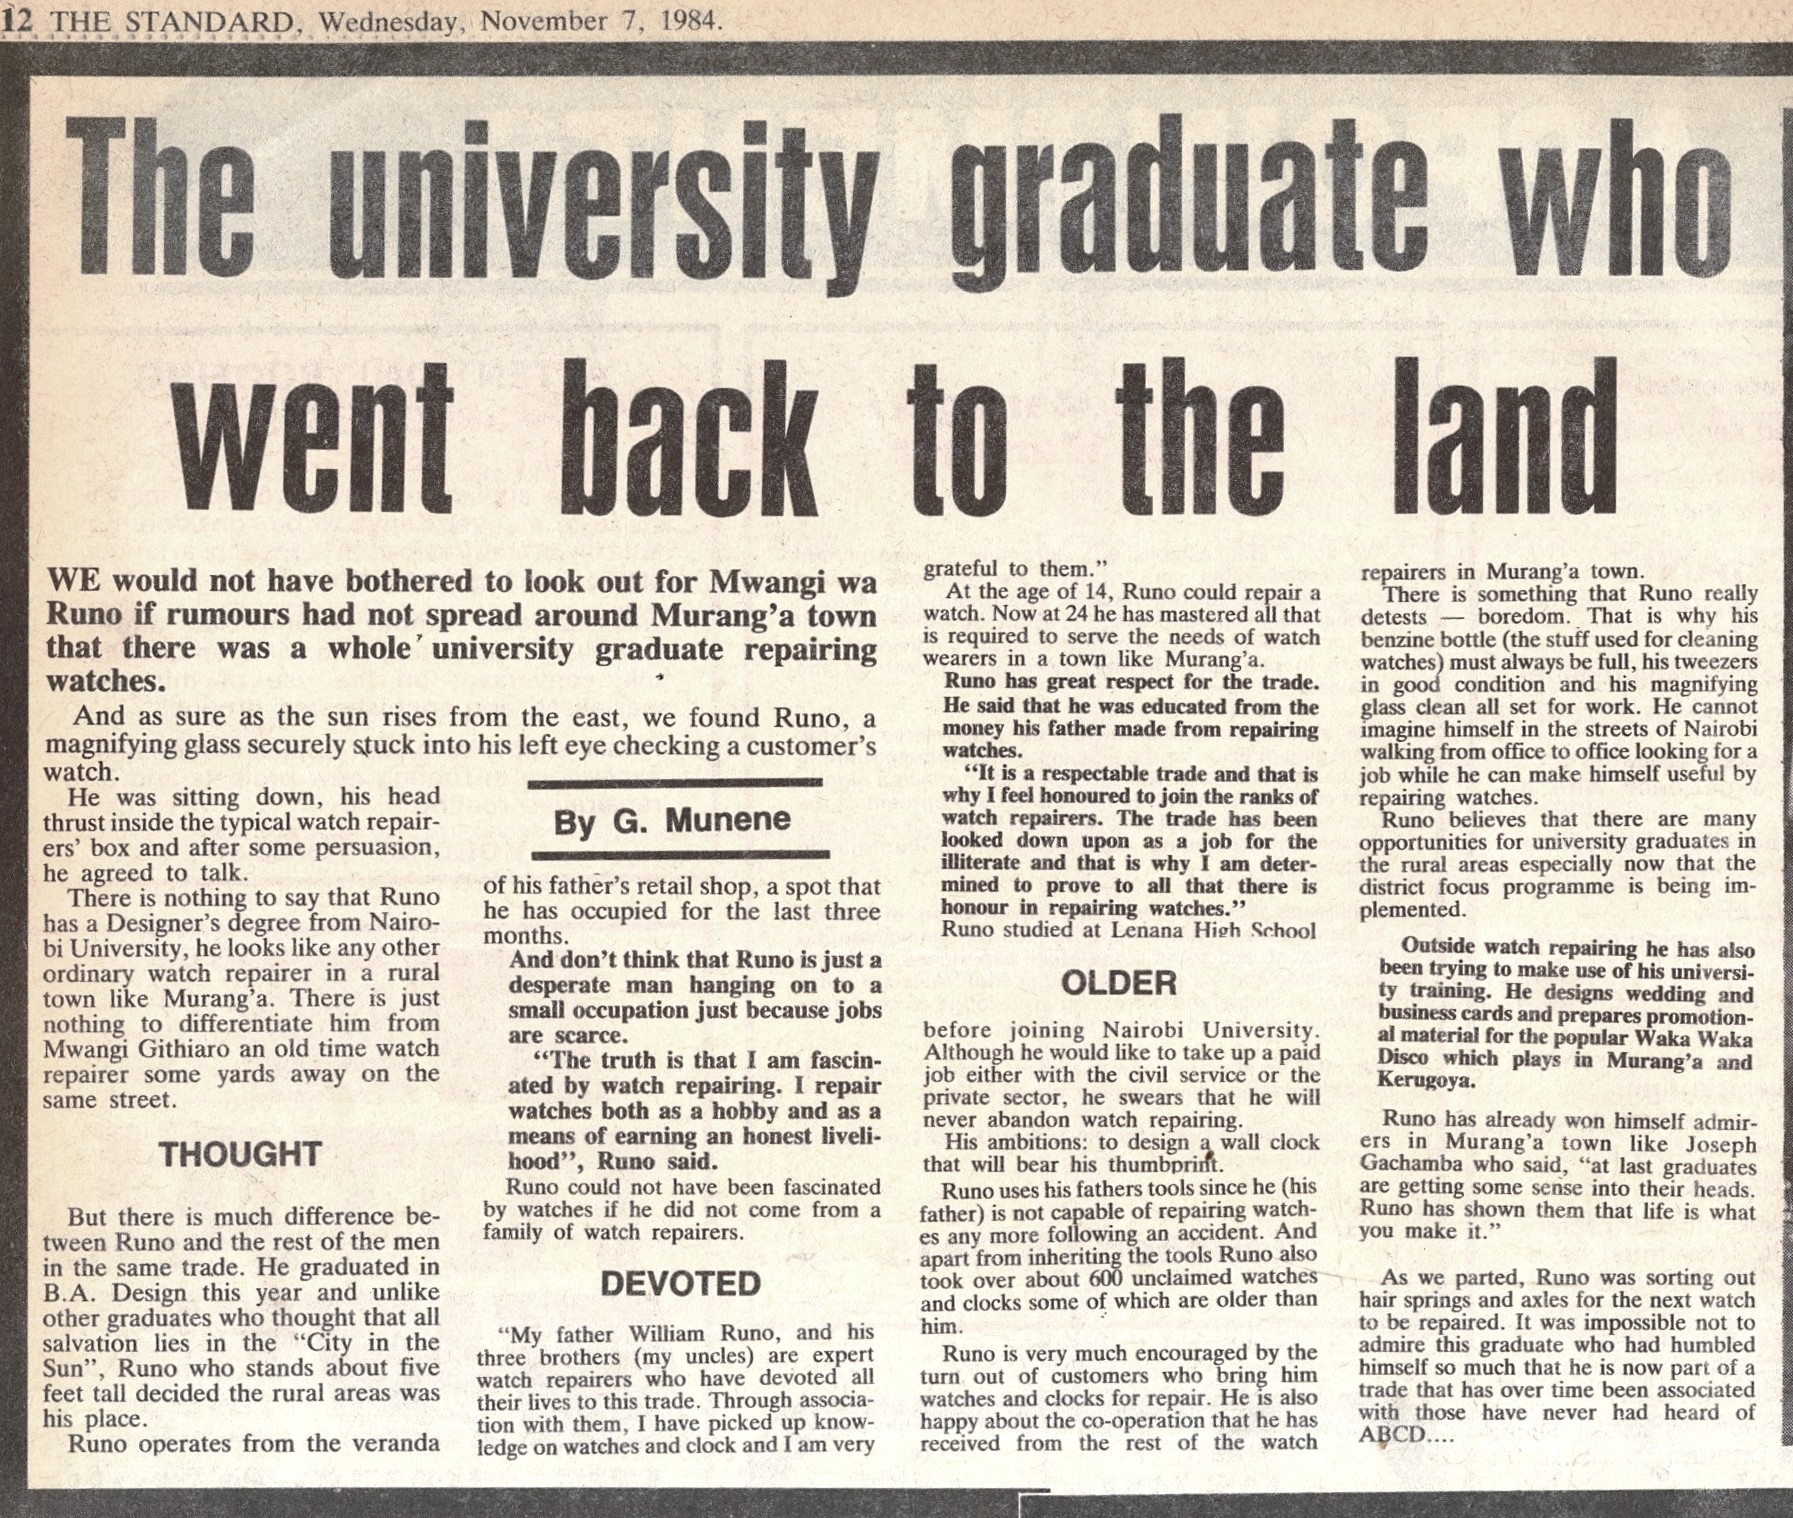 12 THE STANDARD, Wednesday, November 7, 1984.
The university graduate who
went back to the land
WE would not have bothered to look out for Mwangi wa
Runo if rumours had not spread around Murang'a town
that there was a whole university graduate repairing
watches.
And as sure as the sun rises from the east, we found Runo, a
magnifying glass securely stuck into his left eye checking a customer's
watch.
He was sitting down, his head
thrust inside the typical watch repair-
ers' box and after some persuasion,
he agreed to talk.
There is nothing to say that Runo
has a Designer's degree from Nairo-
bi University, he looks like any other
ordinary watch repairer in a rural
town like Murang'a. There is just
nothing to differentiate him from
Mwangi Githiaro an old time watch
repairer some yards away on the
same street.
THOUGHT
But there is much difference be-
tween Runo and the rest of the men
in the same trade. He graduated in
B.A. Design this year and unlike
other graduates who thought that all
salvation lies in the "City in the
Sun", Runo who stands about five
feet tall decided the rural areas was
his place.
Runo operates from the veranda
By G. Munene
of his father's retail shop, a spot that
he has occupied for the last three
months.
And don't think that Runo is just a
desperate man hanging on to a
small occupation just because jobs
are scarce.
"The truth is that I am fascin-
ated by watch repairing. I repair
watches both as a hobby and as a
means of earning an honest liveli-
hood", Runo said.
Runo could not have been fascinated
by watches if he did not come from a
family of watch repairers.
DEVOTED
"My father William Runo, and his
three brothers (my uncles) are expert
watch repairers who have devoted all
their lives to this trade. Through associa-
tion with them, I have picked up know-
ledge on watches and clock and I am very
grateful to them."
At the age of 14, Runo could repair a
watch. Now at 24 he has mastered all that
is required to serve the needs of watch
wearers in a town like Murang'a.
Runo has great respect for the trade.
He said that he was educated from the
money his father made from repairing
watches.
"It is a respectable trade and that is
why I feel honoured to join the ranks of
watch repairers. The trade has been
looked down upon as a job for the
illiterate and that is why I am deter-
mined to prove to all that there is
honour in repairing watches."
Runo studied at Lenana High School
OLDER
before joining Nairobi University.
Although he would like to take up a paid
job either with the civil service or the
private sector, he swears that he will
never abandon watch repairing.
His ambitions: to design a wall clock
that will bear his thumbprint.
Runo uses his fathers tools since he (his
father) is not capable of repairing watch-
es any more following an accident. And
apart from inheriting the tools Runo also
took over about 600 unclaimed watches
and clocks some of which are older than
him.
Runo is very much encouraged by the
turn out of customers who bring him
watches and clocks for repair. He is also
happy about the co-operation that he has
received from the rest of the watch
repairers in Murang'a town.
There is something that Runo really
detests — boredom. That is why his
benzine bottle (the stuff used for cleaning
watches) must always be full, his tweezers
in good condition and his magnifying
glass clean all set for work. He cannot
imagine himself in the streets of Nairobi
walking from office to office looking for a
job while he can make himself useful by
repairing watches.
Runo believes that there are many
opportunities for university graduates in
the rural areas especially now that the
district focus programme is being im-
plemented.
Outside watch repairing he has also
been trying to make use of his universi-
ty training. He designs wedding and
business cards and prepares promotion-
al material for the popular Waka Waka
Disco which plays in Murang'a and
Kerugoya.
Runo has already won himself admir-
ers in Murang'a town like Joseph
Gachamba who said, "at last graduates
are getting some sense into their heads.
Runo has shown them that life is what
you make it."
As we parted, Runo was sorting out
hair springs and axles for the next watch
to be repaired. It was impossible not to
admire this graduate who had humbled
himself so much that he is now part of a
trade that has over time been associated
with those have never had heard of
ABCD....